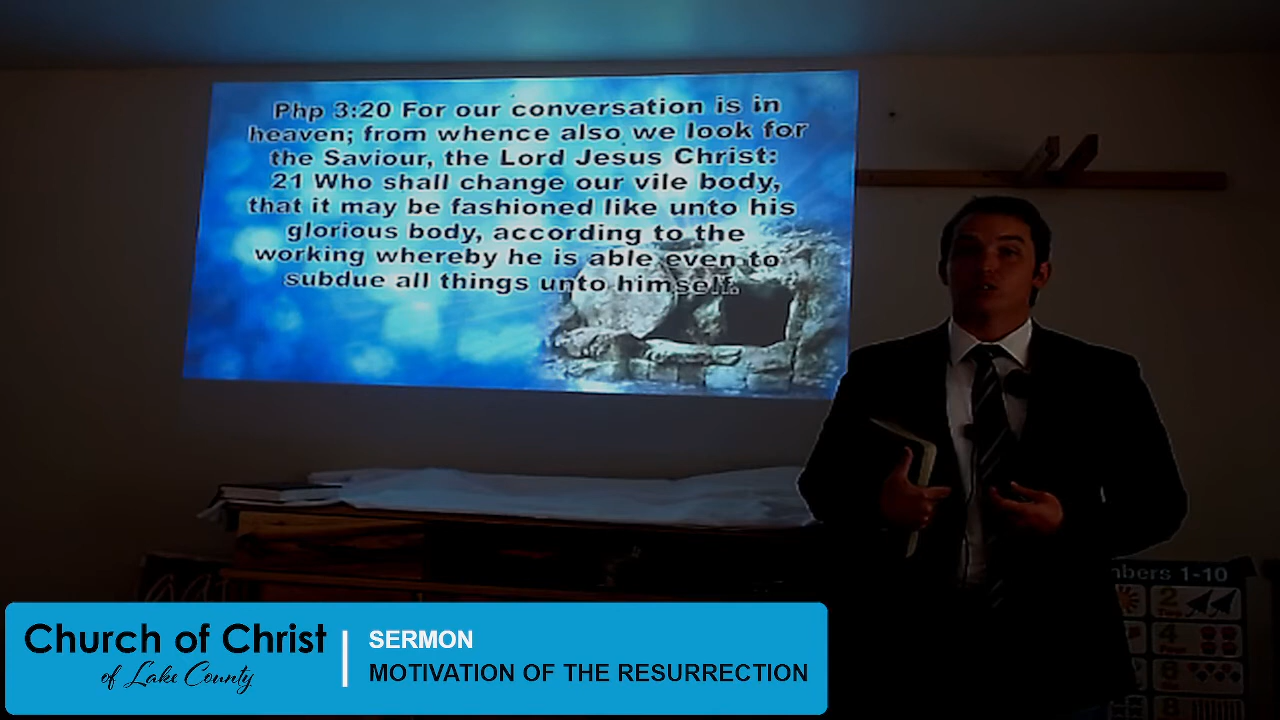 Php 3:20 For our conversation is in
heaven; from whence also we look for
the Saviour, the Lord Jesus Christ:
21 Who shall change our vile body,
that it may be fashioned like unto his
glorious body, according to the
working whereby he is able even to
subdue all things unto himself.
mbers 1-10
2
4
8
Church of Christ
of Lake County
SERMON
MOTIVATION OF THE RESURRECTION